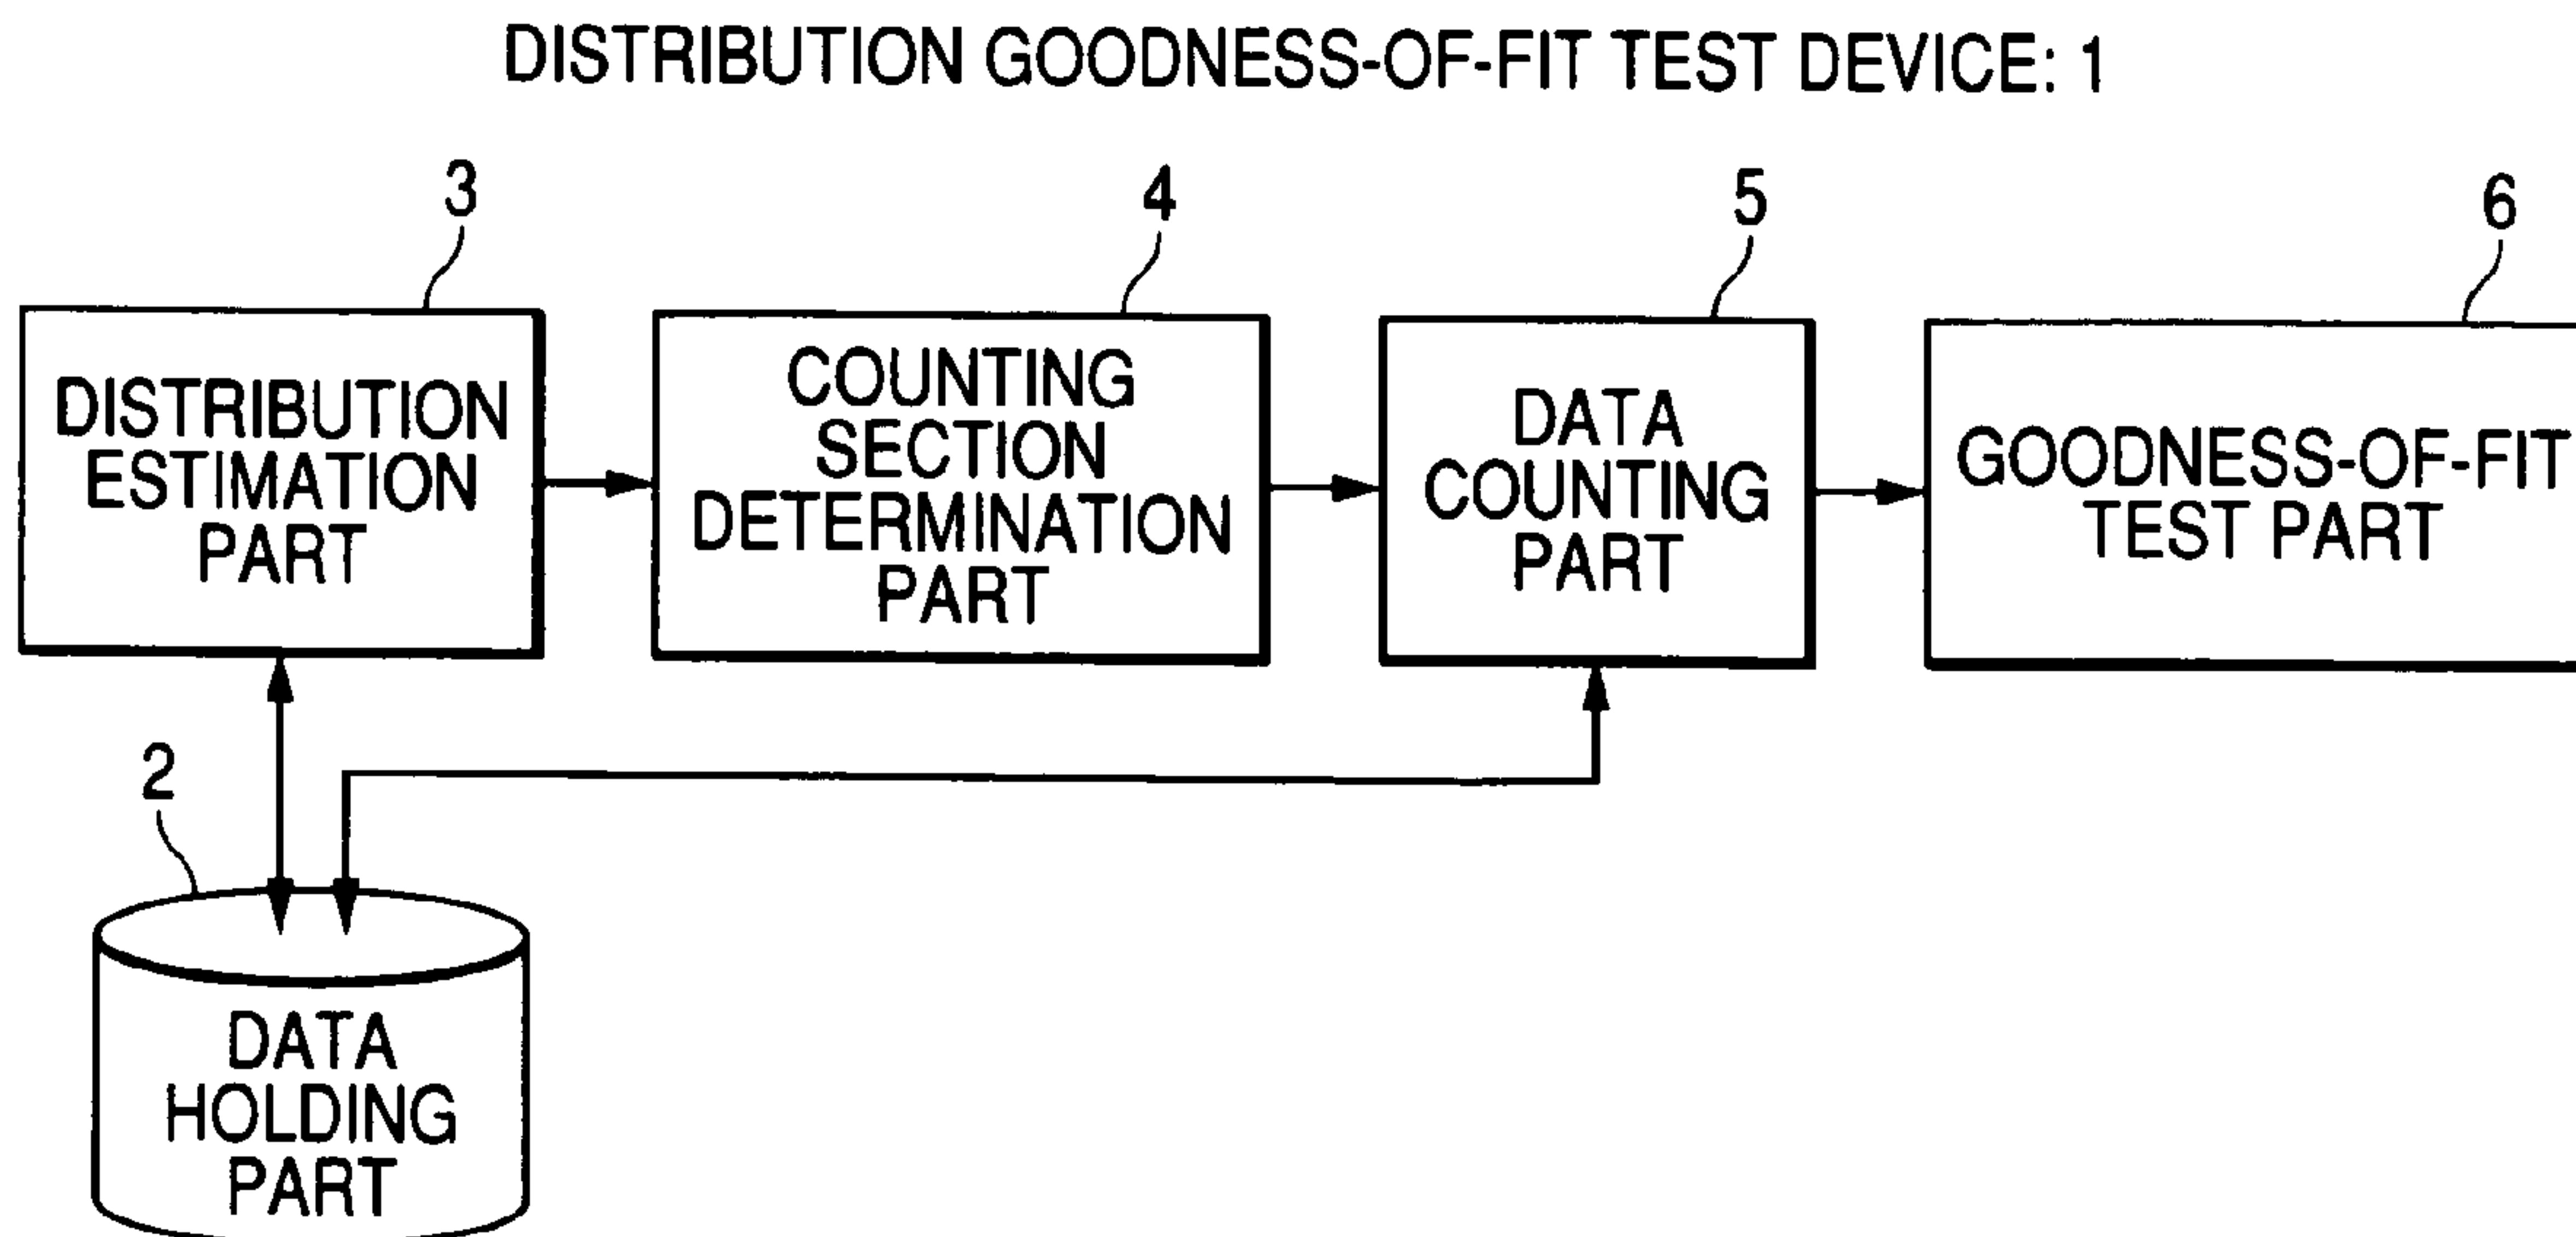 DISTRIBUTION GOODNESS-OF-FIT TEST DEVICE: 1
3
4
5
6
DISTRIBUTION
ESTIMATION
PART
COUNTING
SECTION
DETERMINATION
PART
DATA
COUNTING
PART
GOODNESS-OF-FIT
TEST PART
2
DATA
HOLDING
PART